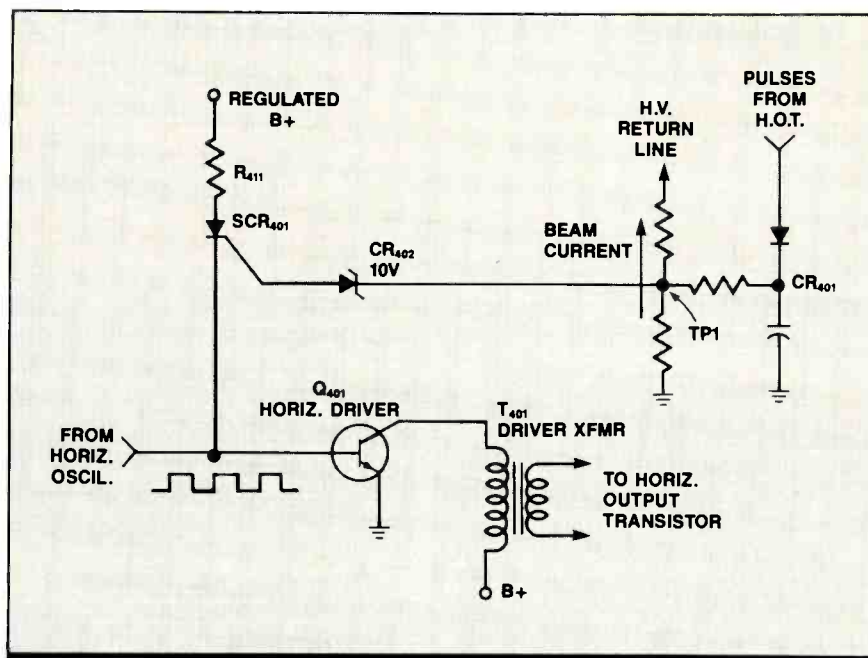 REGULATED
B+
R411
SCR401
CR402
10V
H.V.
RETURN
LINE
PULSES
FROM
H.O.T.
BEAM
CURRENT
CR401
TP1
Q401
HORIZ. DRIVER
T401
DRIVER XFMR
FROM
HORIZ.
OSCIL.
TO HORIZ.
OUTPUT
TRANSISTOR
B+